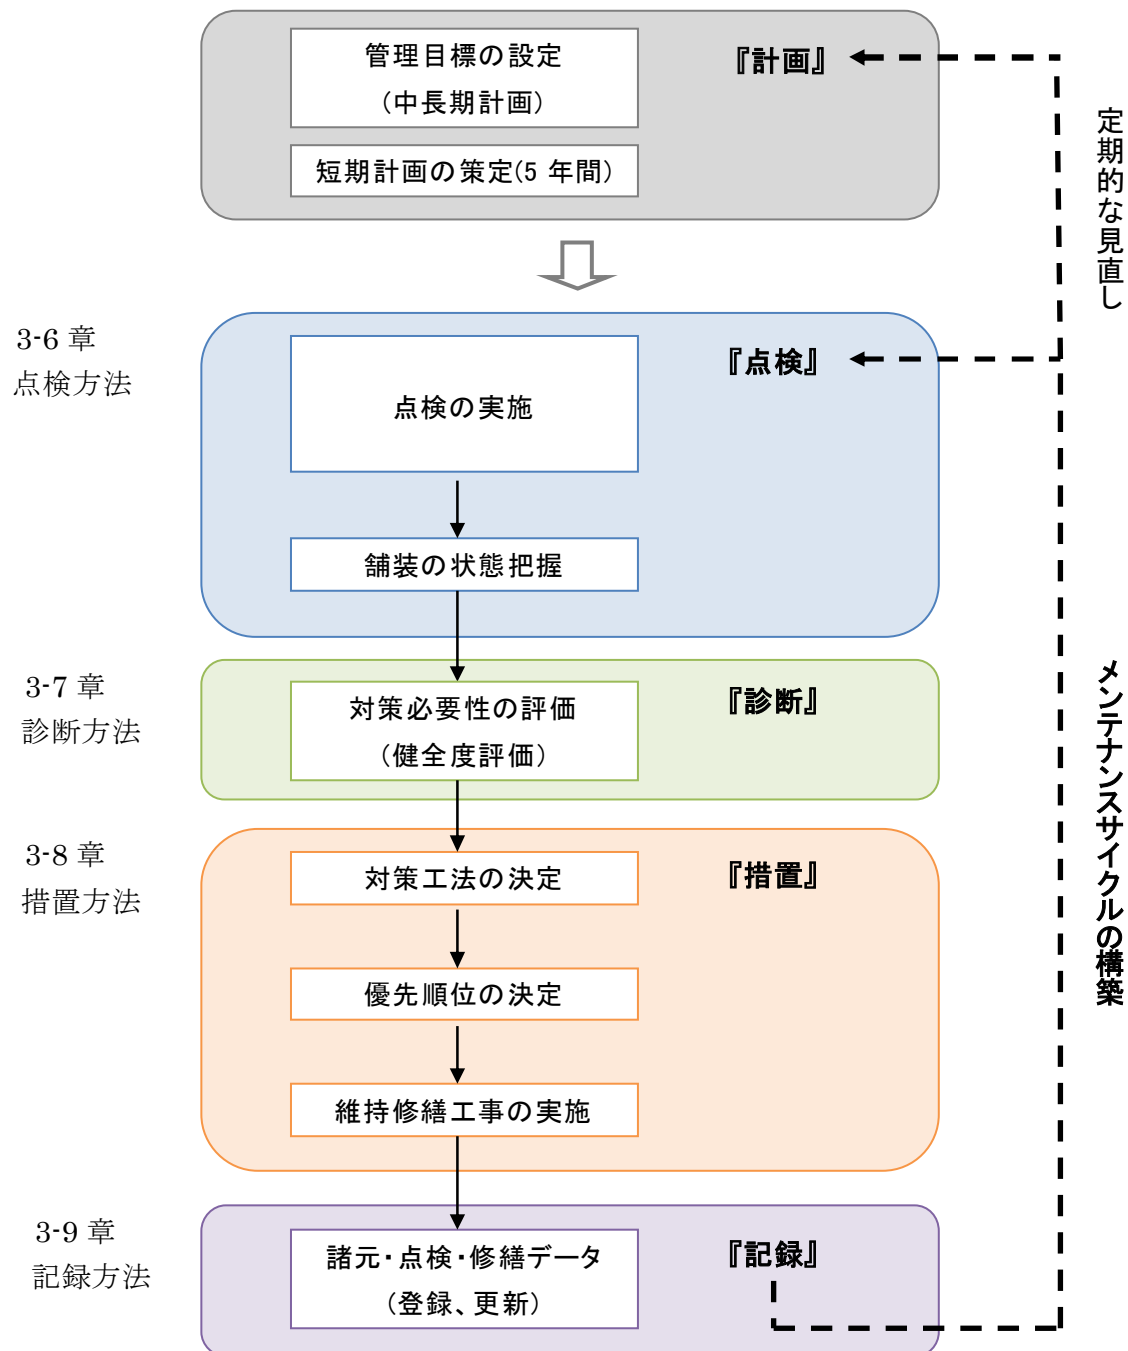 管理目標の設定
(中長期計画)
『計画』
短期計画の策定(5 年間)
定期的な見直し
3-6 章
点検方法
『点検』
点検の実施
舗装の状態把握
3-7 章
診断方法
『診断』
対策必要性の評価
(健全度評価)
メンテナンスサイクルの構築
3-8 章
措置方法
『措置』
対策工法の決定
優先順位の決定
維持修繕工事の実施
3-9 章
記録方法
『記録』
諸元・点検・修繕データ
(登録、更新)